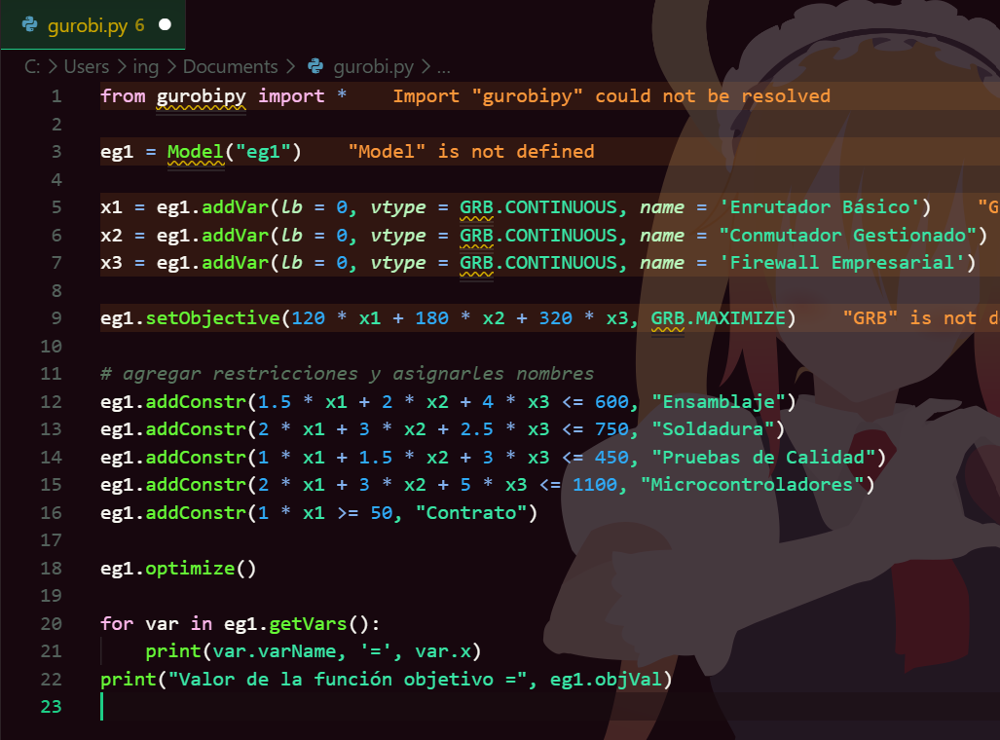 gurobi.py 6
C: > Users > ing > Documents > gurobi.py > ...
1 from gurobipy import * Import "gurobipy" could not be resolved
2
3 eg1 = Model("eg1") "Model" is not defined
4
5 x1 = eg1.addVar(lb = 0, vtype = GRB.CONTINUOUS, name = 'Enrutador Básico') "G
6 x2 = eg1.addVar(lb = 0, vtype = GRB.CONTINUOUS, name = "Conmutador Gestionado")
7 x3 = eg1.addVar(lb = 0, vtype = GRB.CONTINUOUS, name = 'Firewall Empresarial')
8
9 eg1.setObjective(120 * x1 + 180 * x2 + 320 * x3, GRB.MAXIMIZE) "GRB" is not d
10
11 # agregar restricciones y asignarles nombres
12 eg1.addConstr(1.5 * x1 + 2 * x2 + 4 * x3 <= 600, "Ensamblaje")
13 eg1.addConstr(2 * x1 + 3 * x2 + 2.5 * x3 <= 750, "Soldadura")
14 eg1.addConstr(1 * x1 + 1.5 * x2 + 3 * x3 <= 450, "Pruebas de Calidad")
15 eg1.addConstr(2 * x1 + 3 * x2 + 5 * x3 <= 1100, "Microcontroladores")
16 eg1.addConstr(1 * x1 >= 50, "Contrato")
17
18 eg1.optimize()
19
20 for var in eg1.getVars():
21 print(var.varName, '=', var.x)
22 print("Valor de la función objetivo =", eg1.objVal)
23